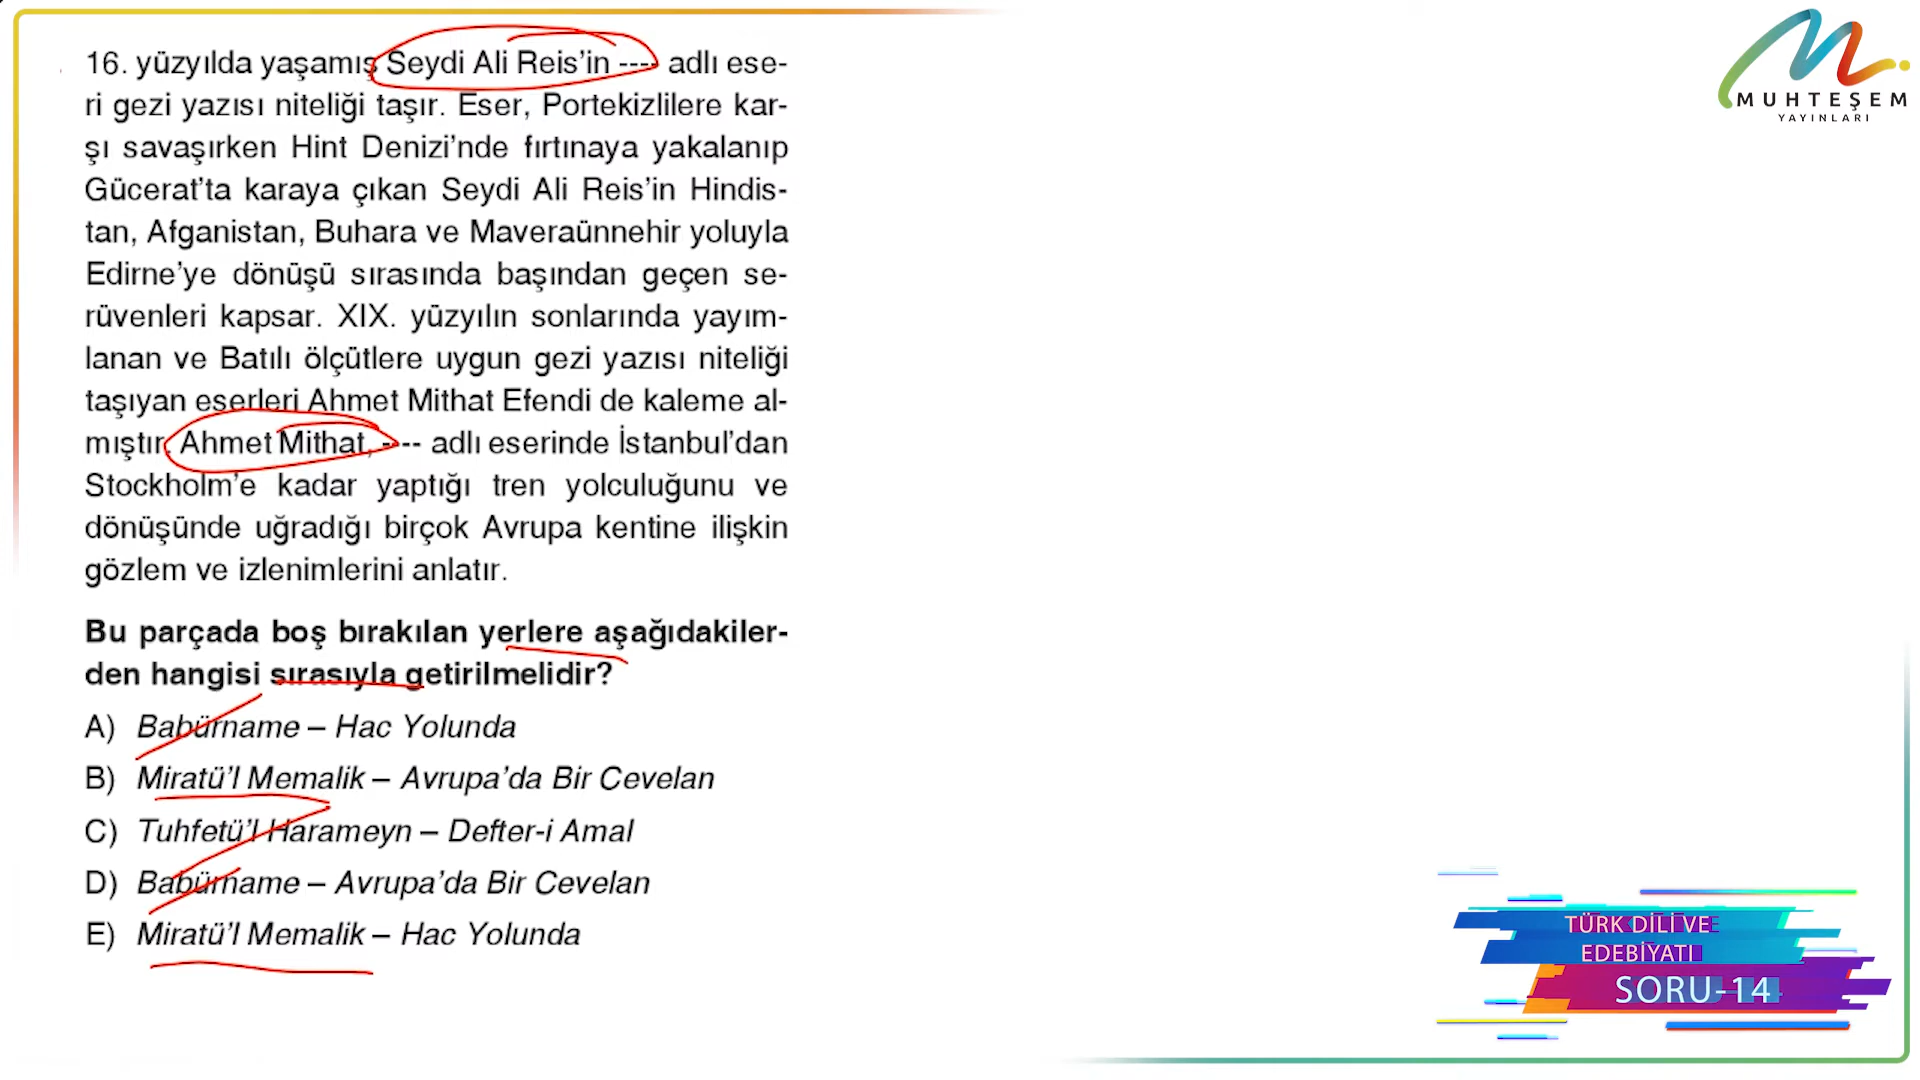 16. yüzyılda yaşamış Seydi Ali Reis’in ---- adlı ese-
ri gezi yazısı niteliği taşır. Eser, Portekizlilere kar-
şı savaşırken Hint Denizi’nde fırtınaya yakalanıp
Gücerat’ta karaya çıkan Seydi Ali Reis’in Hindis-
tan, Afganistan, Buhara ve Maveraünnehir yoluyla
Edirne’ye dönüşü sırasında başından geçen se-
rüvenleri kapsar. XIX. yüzyılın sonlarında yayım-
lanan ve Batılı ölçütlere uygun gezi yazısı niteliği
taşıyan eserleri Ahmet Mithat Efendi de kaleme al-
mıştır. Ahmet Mithat, ---- adlı eserinde İstanbul’dan
Stockholm’e kadar yaptığı tren yolculuğunu ve
dönüşünde uğradığı birçok Avrupa kentine ilişkin
gözlem ve izlenimlerini anlatır.
Bu parçada boş bırakılan yerlere aşağıdakiler-
den hangisi sırasıyla getirilmelidir?
A) Babürname – Hac Yolunda
B) Miratü’l Memalik – Avrupa’da Bir Cevelan
C) Tuhfetü’l Harameyn – Defter-i Amal
D) Babürname – Avrupa’da Bir Cevelan
E) Miratü’l Memalik – Hac Yolunda
MUHTEŞEM
YAYINLARI
TÜRK DİLİ VE
EDEBİYATI
SORU-14